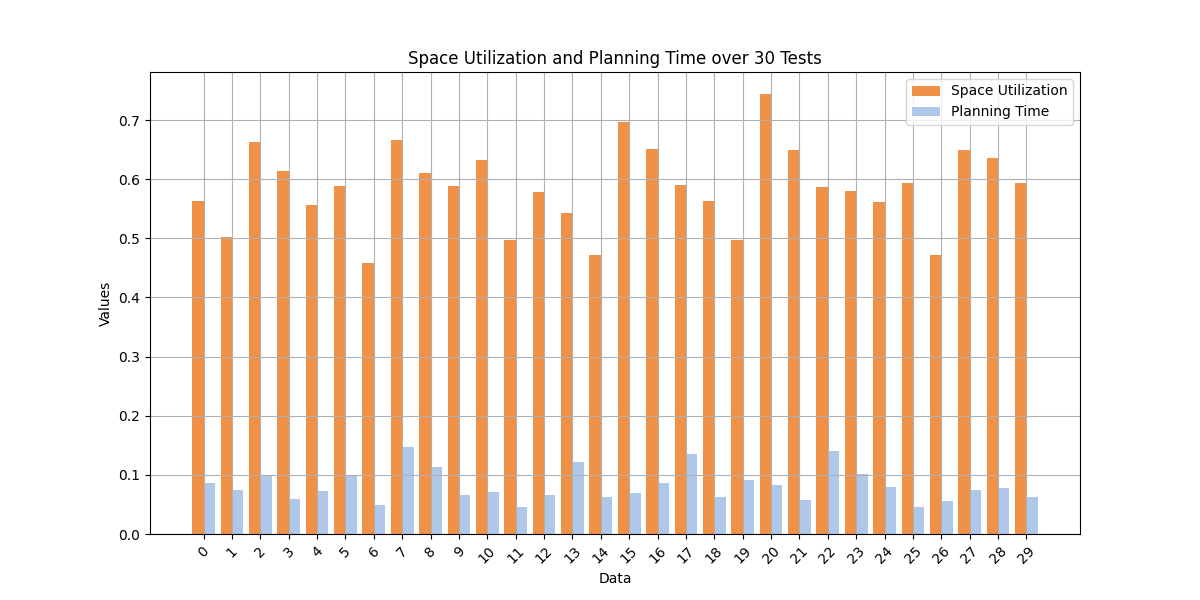 Space Utilization and Planning Time over 30 Tests
Space Utilization
Planning Time
Values
0.7
0.6
0.5
0.4
0.3
0.2
0.1
0.0
0 1 2 3 4 5 6 7 8 9 10 11 12 13 14 15 16 17 18 19 20 21 22 23 24 25 26 27 28 29
Data